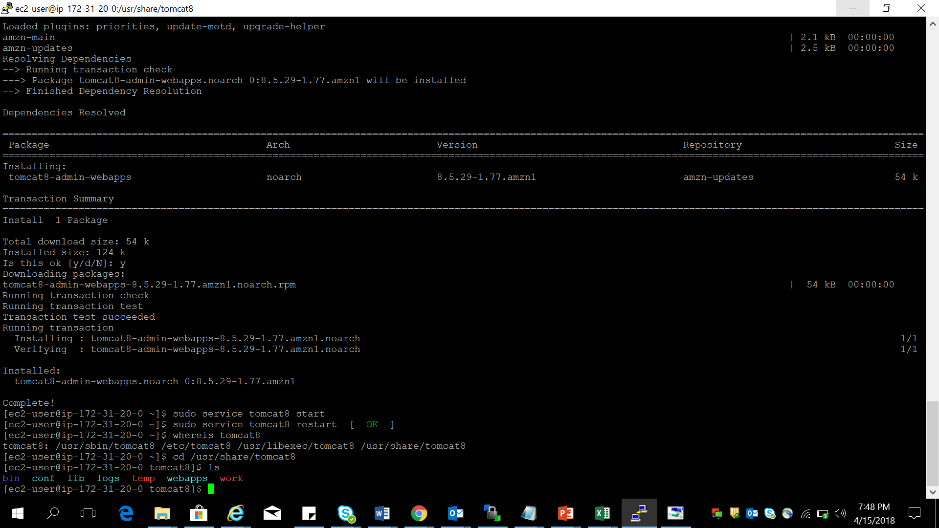 ec2-user@ip-172-31-20-0:/usr/share/tomcat8
Loaded plugins: priorities, update-motd, upgrade-helper
amzn-main | 2.1 kB 00:00:00
amzn-updates | 2.5 kB 00:00:00
Resolving Dependencies
--> Running transaction check
---> Package tomcat8-admin-webapps.noarch 0:8.5.29-1.77.amzn1 will be installed
--> Finished Dependency Resolution
Dependencies Resolved
Package Arch Version Repository Size
Installing:
tomcat8-admin-webapps noarch 8.5.29-1.77.amzn1 amzn-updates 54 k
Transaction Summary
Install 1 Package
Total download size: 54 k
Installed size: 124 k
Is this ok [y/d/N]: y
Downloading packages:
tomcat8-admin-webapps-8.5.29-1.77.amzn1.noarch.rpm | 54 kB 00:00:00
Running transaction check
Running transaction test
Transaction test succeeded
Running transaction
Installing : tomcat8-admin-webapps-8.5.29-1.77.amzn1.noarch 1/1
Verifying : tomcat8-admin-webapps-8.5.29-1.77.amzn1.noarch 1/1
Installed:
tomcat8-admin-webapps.noarch 0:8.5.29-1.77.amzn1
Complete!
[ec2-user@ip-172-31-20-0 ~]$ sudo service tomcat8 start
[ec2-user@ip-172-31-20-0 ~]$ sudo service tomcat8 restart [ OK ]
[ec2-user@ip-172-31-20-0 ~]$ whereis tomcat8
tomcat8: /usr/sbin/tomcat8 /etc/tomcat8 /usr/libexec/tomcat8 /usr/share/tomcat8
[ec2-user@ip-172-31-20-0 ~]$ cd /usr/share/tomcat8
[ec2-user@ip-172-31-20-0 tomcat8]$ ls
bin conf lib logs temp webapps work
[ec2-user@ip-172-31-20-0 tomcat8]$
7:48 PM
4/15/2018